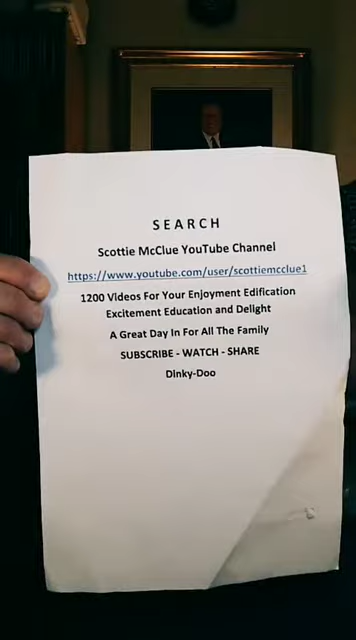 SEARCH
Scottie McClue YouTube Channel
https://www.youtube.com/user/scottiemcclue1
1200 Videos For Your Enjoyment Edification
Excitement Education and Delight
A Great Day In For All The Family
SUBSCRIBE - WATCH - SHARE
Dinky-Doo